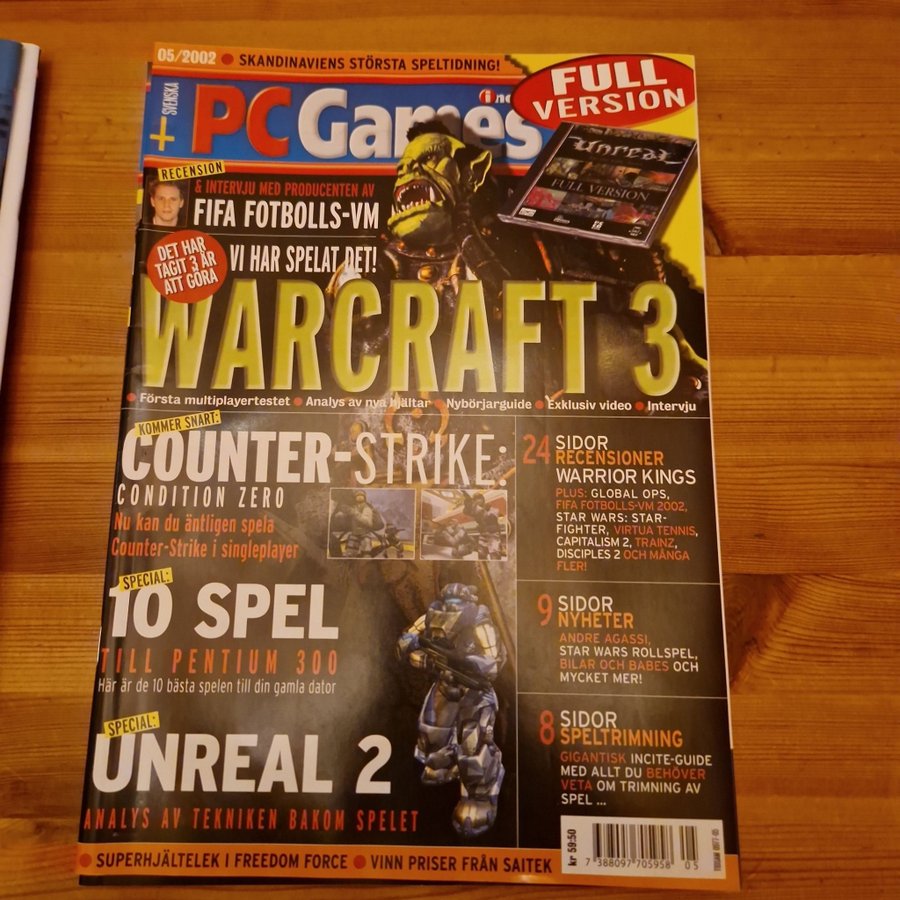 05/2002 • SKANDINAVIENS STÖRSTA SPELTIDNING!
FULL
VERSION
+ SVENSKA
PC Games
Unreal
FULL VERSION
RECENSION
& INTERVJU MED PRODUCENTEN AV
FIFA FOTBOLLS-VM
DET HAR
TAGIT 3 ÅR
ATT GÖRA
VI HAR SPELAT DET!
WARCRAFT 3
• Första multiplayertestet • Analys av nya hjältar • Nybörjarguide • Exklusiv video • Intervju
KOMMER SNART:
COUNTER-STRIKE:
CONDITION ZERO
Nu kan du äntligen spela
Counter-Strike i singleplayer
SPECIAL:
10 SPEL
TILL PENTIUM 300
Här är de 10 bästa spelen till din gamla dator
SPECIAL:
UNREAL 2
ANALYS AV TEKNIKEN BAKOM SPELET
24 SIDOR
RECENSIONER
WARRIOR KINGS
PLUS: GLOBAL OPS,
FIFA FOTBOLLS-VM 2002,
STAR WARS: STAR-
FIGHTER, VIRTUA TENNIS,
CAPITALISM 2, TRAINZ,
DISCIPLES 2 OCH MÅNGA
FLER!
9 SIDOR
NYHETER
ANDRE AGASSI,
STAR WARS ROLLSPEL,
BILAR OCH BABES OCH
MYCKET MER!
8 SIDOR
SPELTRIMNING
GIGANTISK INCITE-GUIDE
MED ALLT DU BEHÖVER
VETA OM TRIMNING AV
SPEL ...
kr 59:50
7 388097 705958 05
• SUPERHJÄLTELEK I FREEDOM FORCE • VINN PRISER FRÅN SAITEK